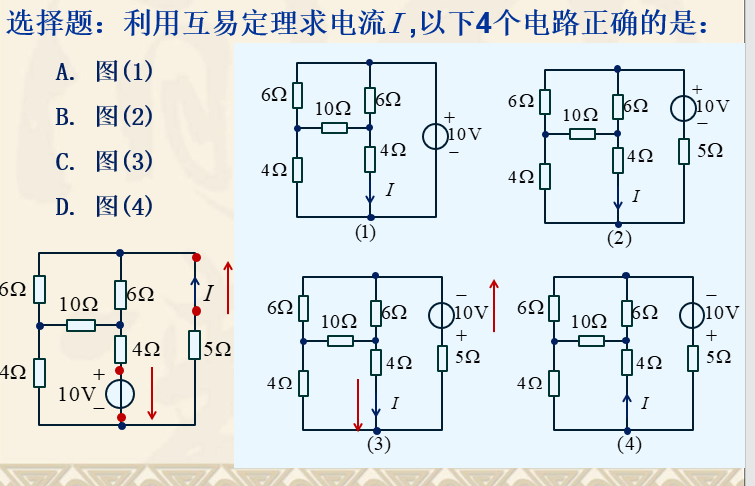 选择题：利用互易定理求电流I,以下4个电路正确的是：
A. 图(1)
B. 图(2)
C. 图(3)
D. 图(4)
6Ω
10Ω
6Ω
4Ω
4Ω
I
+
10V
−
(1)
6Ω
10Ω
6Ω
4Ω
4Ω
I
+
10V
−
5Ω
(2)
6Ω
10Ω
6Ω
I
4Ω
4Ω
5Ω
+
10V
−
6Ω
10Ω
6Ω
4Ω
4Ω
I
−
10V
+
5Ω
(3)
6Ω
10Ω
6Ω
4Ω
4Ω
I
−
10V
+
5Ω
(4)